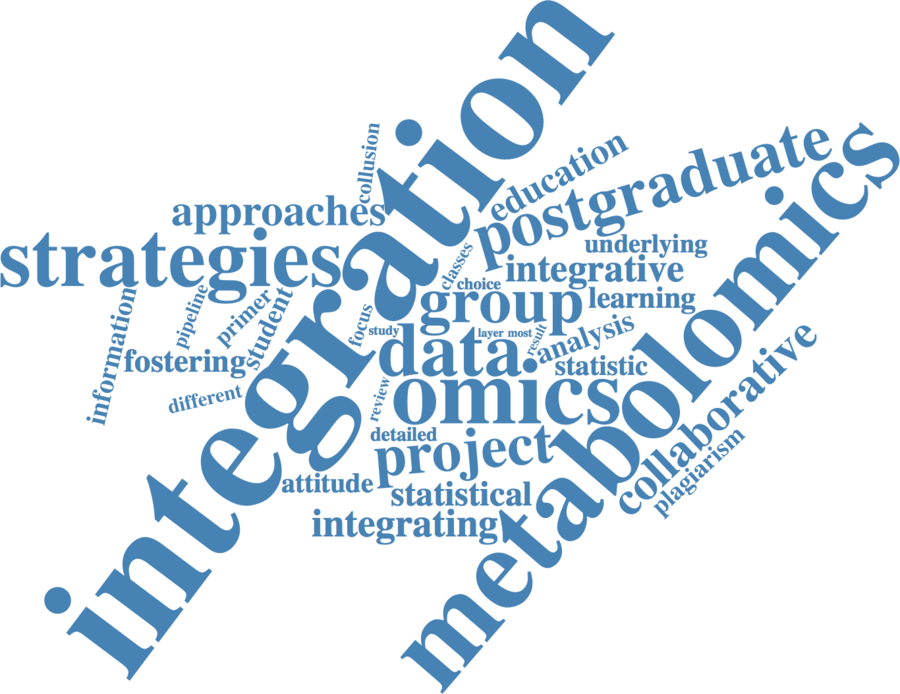 integration
collusion
education
postgraduate
metabolomics
approaches
strategies
underlying
classes
integrative
choice
group
learning
information
pipeline
primer
student
focus
study
layer
most
result
data
analysis
statistic
fostering
different
review
omics
collaborative
plagiarism
detailed
project
attitude
statistical
integrating